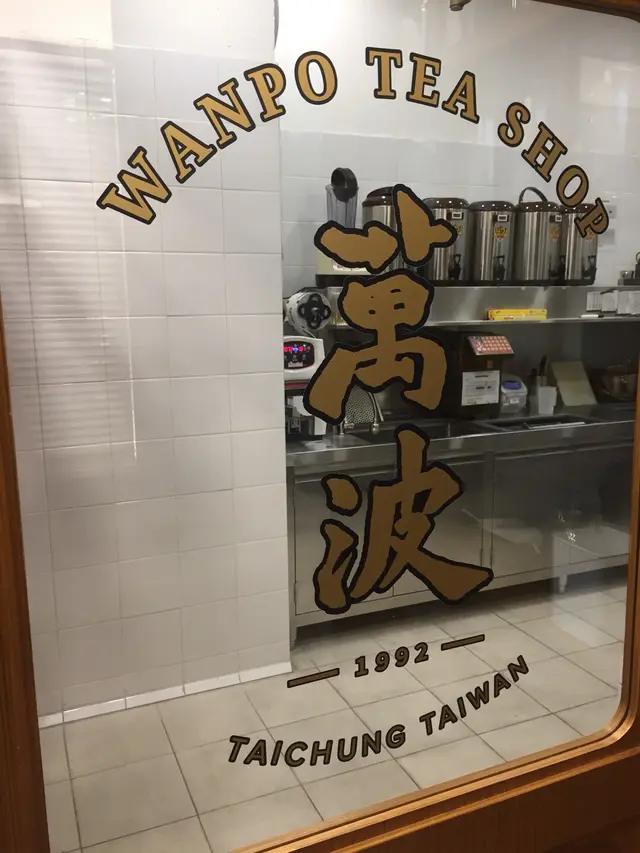 WANPO TEA SHOP
萬波
1992
TAICHUNG TAIWAN